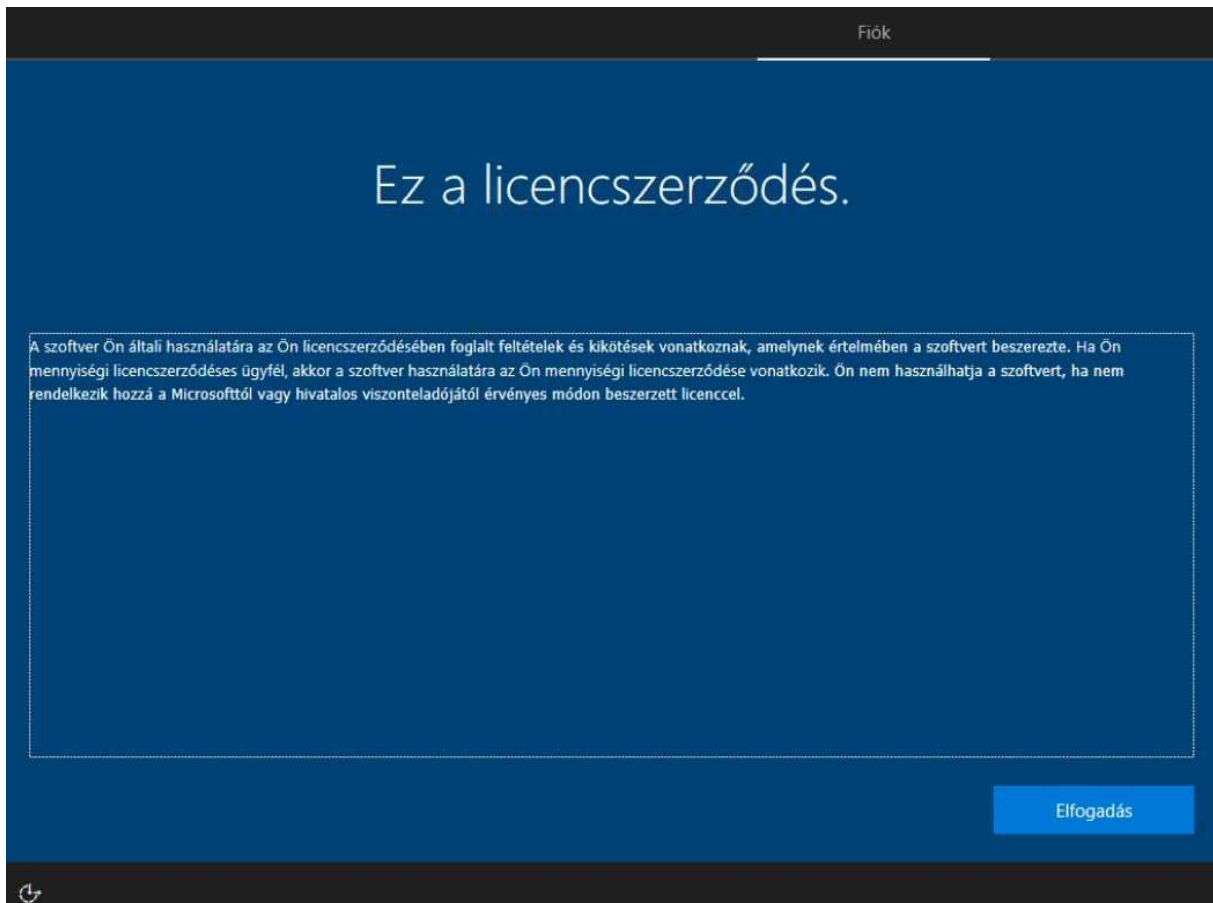 Fiók
Ez a licencszerződés.
A szoftver Ön általi használatára az Ön licencszerződésében foglalt feltételek és kikötések vonatkoznak, amelynek értelmében a szoftvert beszerezte. Ha Ön
mennyiségi licencszerződéses ügyfél, akkor a szoftver használatára az Ön mennyiségi licencszerződése vonatkozik. Ön nem használhatja a szoftvert, ha nem
rendelkezik hozzá a Microsofttól vagy hivatalos viszonteladójától érvényes módon beszerzett licenccel.
Elfogadás